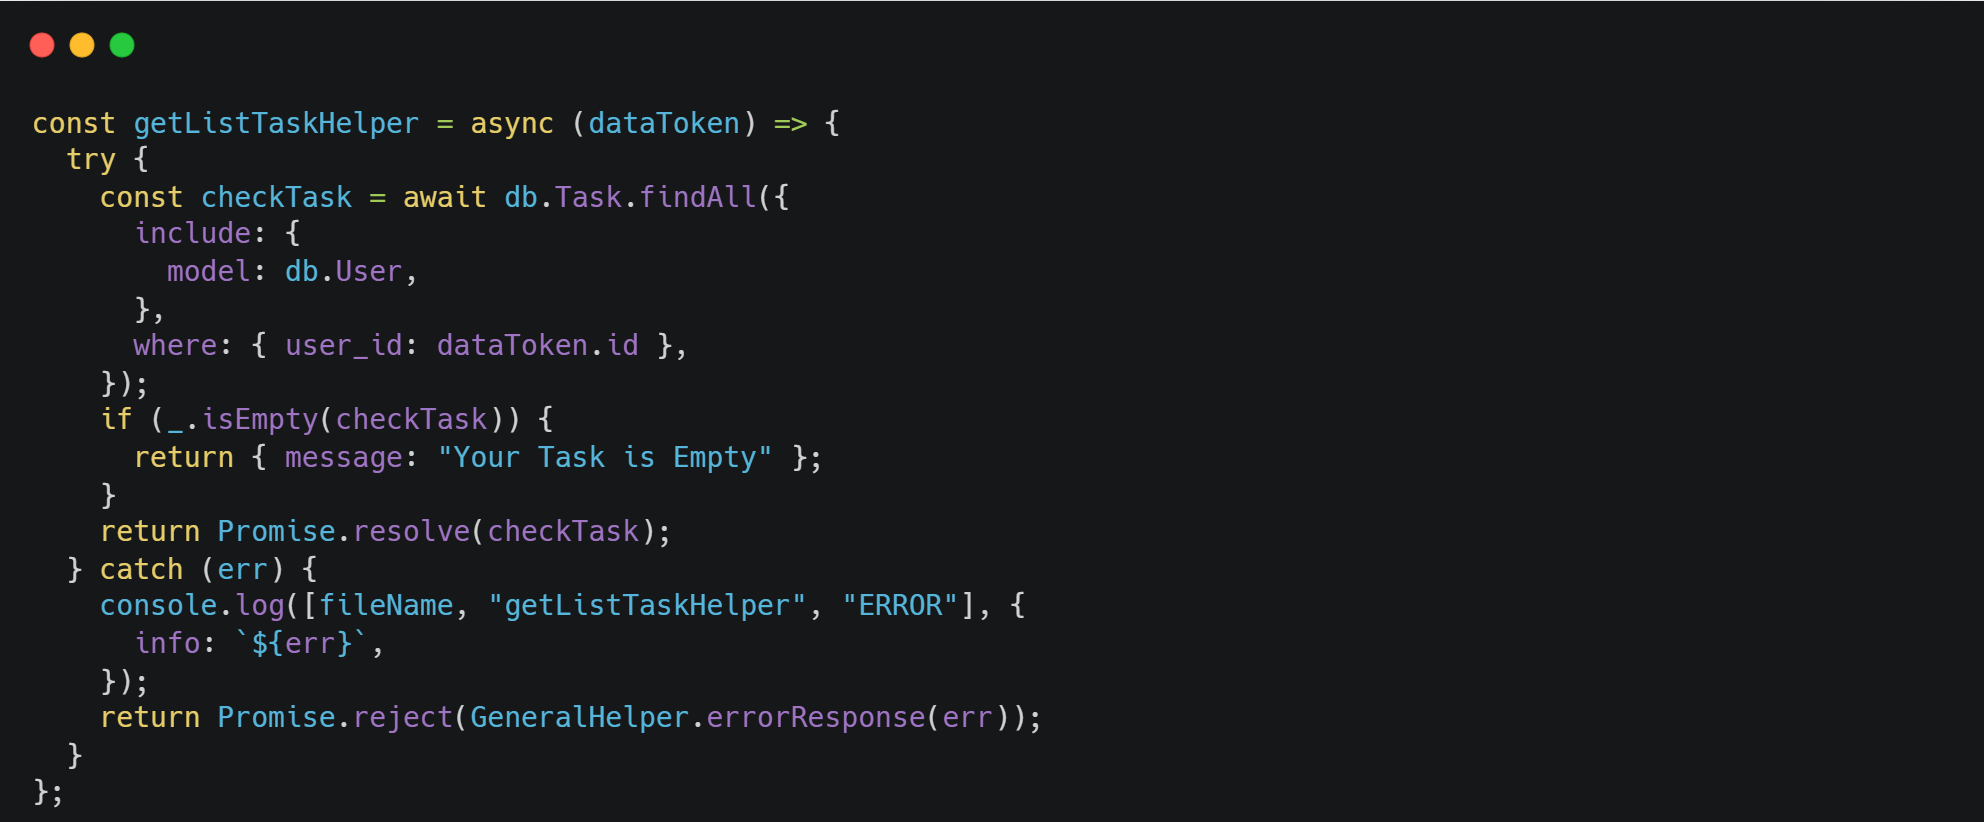 const getListTaskHelper = async (dataToken) => {
  try {
    const checkTask = await db.Task.findAll({
      include: {
        model: db.User,
      },
      where: { user_id: dataToken.id },
    });
    if (_.isEmpty(checkTask)) {
      return { message: "Your Task is Empty" };
    }
    return Promise.resolve(checkTask);
  } catch (err) {
    console.log([fileName, "getListTaskHelper", "ERROR"], {
      info: `${err}`,
    });
    return Promise.reject(GeneralHelper.errorResponse(err));
  }
};